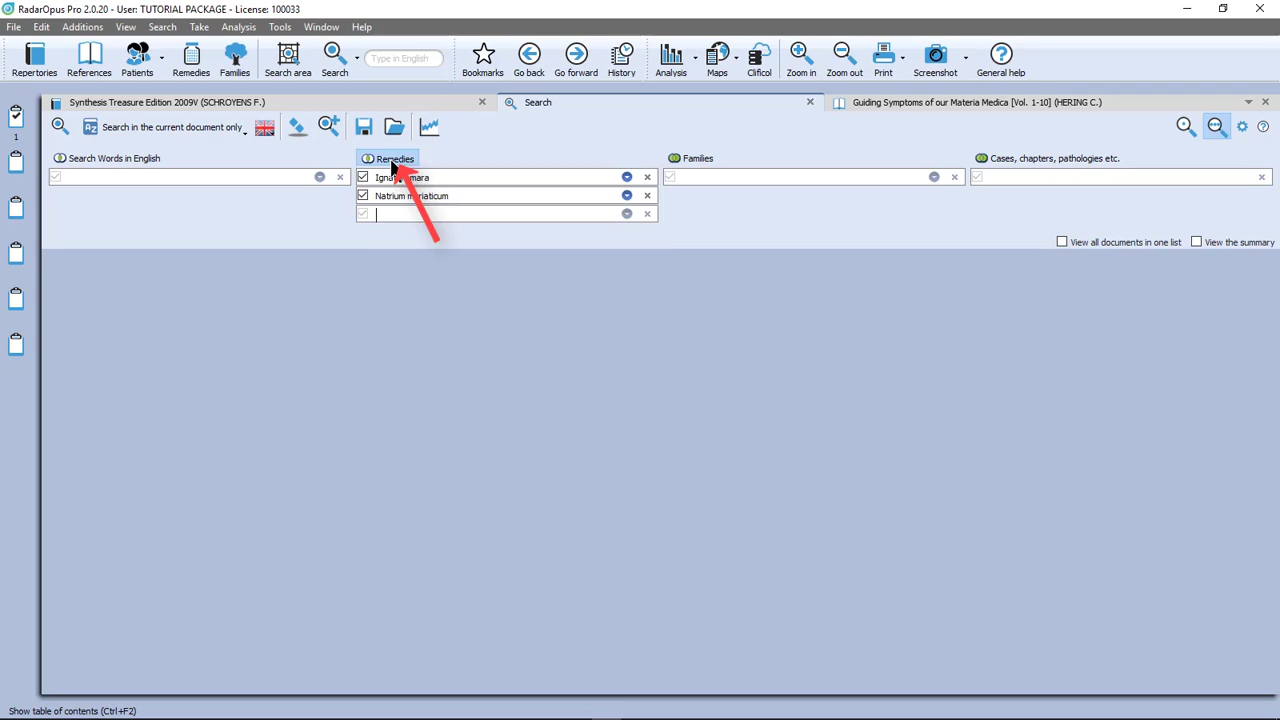 RadarOpus Pro 2.0.20 - User: TUTORIAL PACKAGE - License: 100033
File Edit Additions View Search Take Analysis Tools Window Help
Type in English
Repertories References Patients Remedies Families Search area Search Bookmarks Go back Go forward History Analysis Maps Clificol Zoom in Zoom out Print Screenshot General help
Synthesis Treasure Edition 2009V (SCHROYENS F.) Search Guiding Symptoms of our Materia Medica [Vol. 1-10] (HERING C.)
Search in the current document only
1
Search Words in English Remedies Families Cases, chapters, pathologies etc.
Ignatia amara
Natrium muriaticum
View all documents in one list View the summary
Show table of contents (Ctrl+F2)